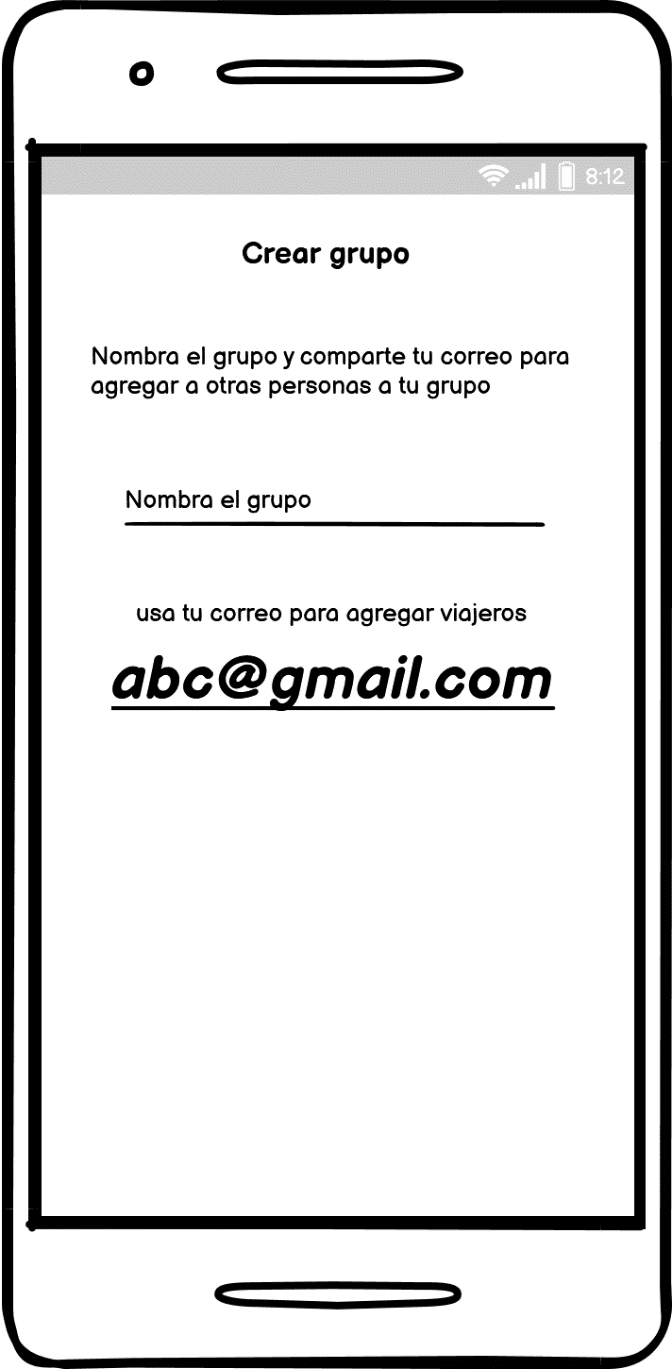 8:12
Crear grupo
Nombra el grupo y comparte tu correo para
agregar a otras personas a tu grupo
Nombra el grupo
usa tu correo para agregar viajeros
abc@gmail.com